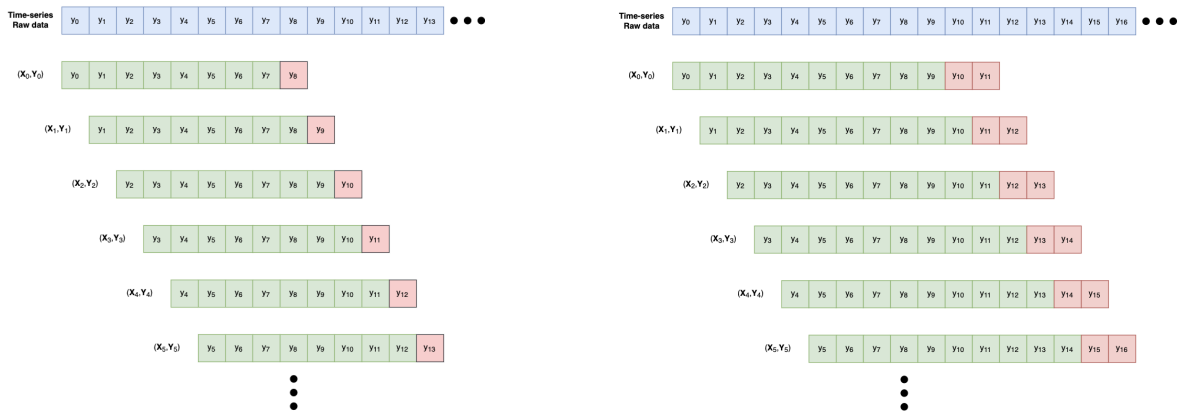 Time-series
Raw data
y0 y1 y2 y3 y4 y5 y6 y7 y8 y9 y10 y11 y12 y13
(X0,Y0) y0 y1 y2 y3 y4 y5 y6 y7 y8
(X1,Y1) y1 y2 y3 y4 y5 y6 y7 y8 y9
(X2,Y2) y2 y3 y4 y5 y6 y7 y8 y9 y10
(X3,Y3) y3 y4 y5 y6 y7 y8 y9 y10 y11
(X4,Y4) y4 y5 y6 y7 y8 y9 y10 y11 y12
(X5,Y5) y5 y6 y7 y8 y9 y10 y11 y12 y13
Time-series
Raw data
y0 y1 y2 y3 y4 y5 y6 y7 y8 y9 y10 y11 y12 y13 y14 y15 y16
(X0,Y0) y0 y1 y2 y3 y4 y5 y6 y7 y8 y9 y10 y11
(X1,Y1) y1 y2 y3 y4 y5 y6 y7 y8 y9 y10 y11 y12
(X2,Y2) y2 y3 y4 y5 y6 y7 y8 y9 y10 y11 y12 y13
(X3,Y3) y3 y4 y5 y6 y7 y8 y9 y10 y11 y12 y13 y14
(X4,Y4) y4 y5 y6 y7 y8 y9 y10 y11 y12 y13 y14 y15
(X5,Y5) y5 y6 y7 y8 y9 y10 y11 y12 y13 y14 y15 y16